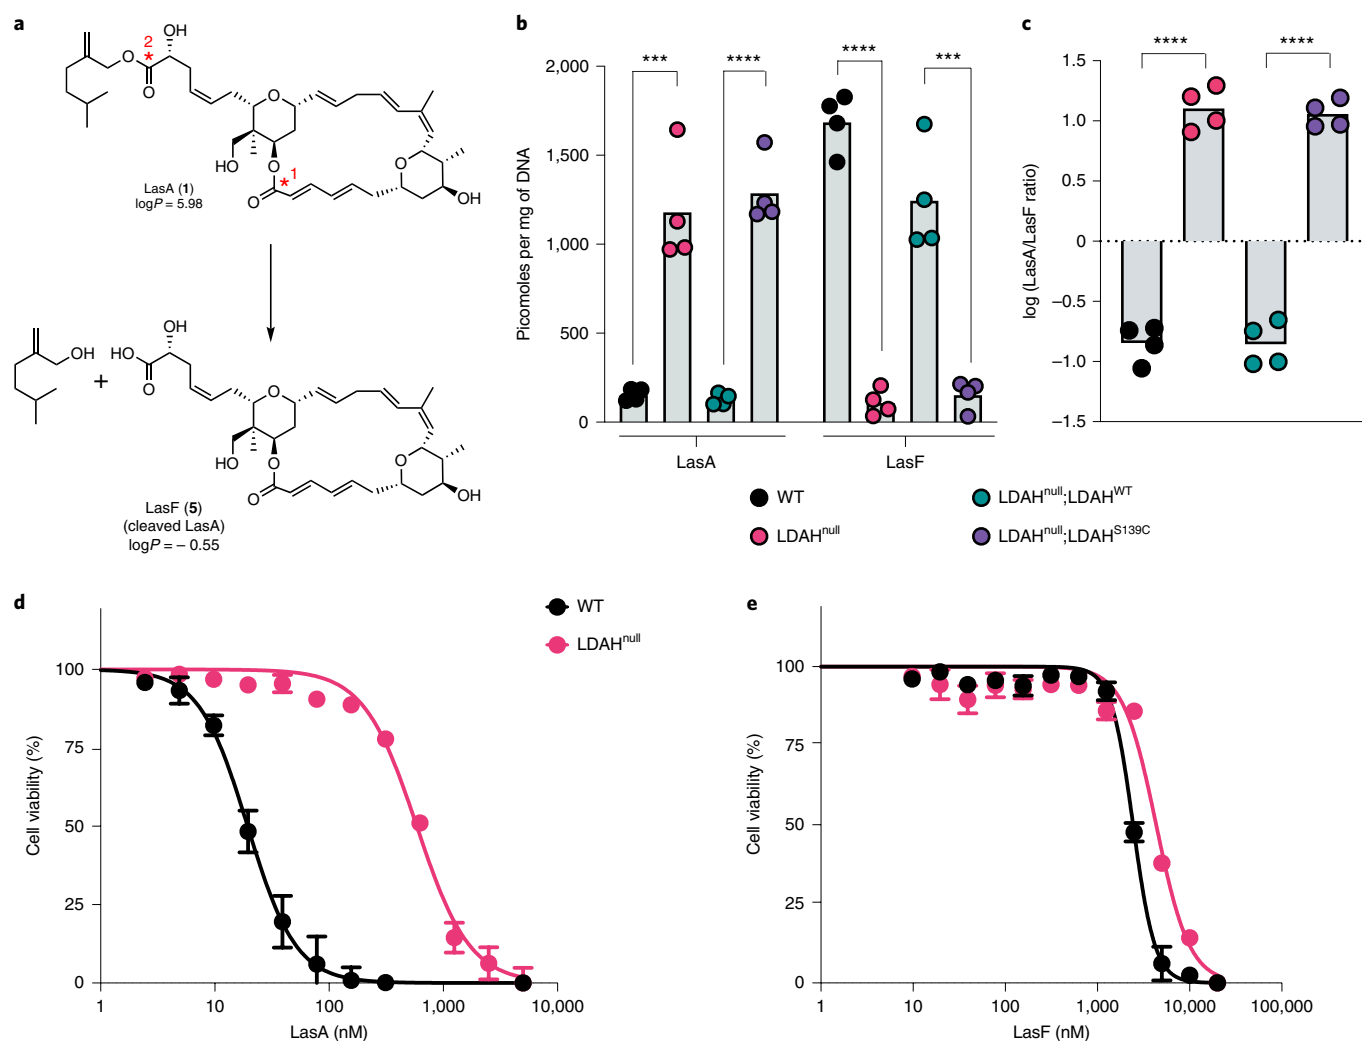 a
OH
2
*
O
O
*
1
O
HO
O
O
O
OH
LasA (1)
logP = 5.98
OH
+
OH
HO
O
O
HO
O
O
O
OH
LasF (5)
(cleaved LasA)
logP = – 0.55
b
Picomoles per mg of DNA
2,000
1,500
1,000
500
0
***
****
****
***
LasA
LasF
WT
LDAHnull
LDAHnull;LDAHWT
LDAHnull;LDAHS139C
c
log (LasA/LasF ratio)
1.5
1.0
0.5
0
–0.5
–1.0
–1.5
****
****
d
WT
LDAHnull
Cell viability (%)
100
75
50
25
0
1
10
100
1,000
10,000
LasA (nM)
e
Cell viability (%)
100
75
50
25
0
1
10
100
1,000
10,000
100,000
LasF (nM)